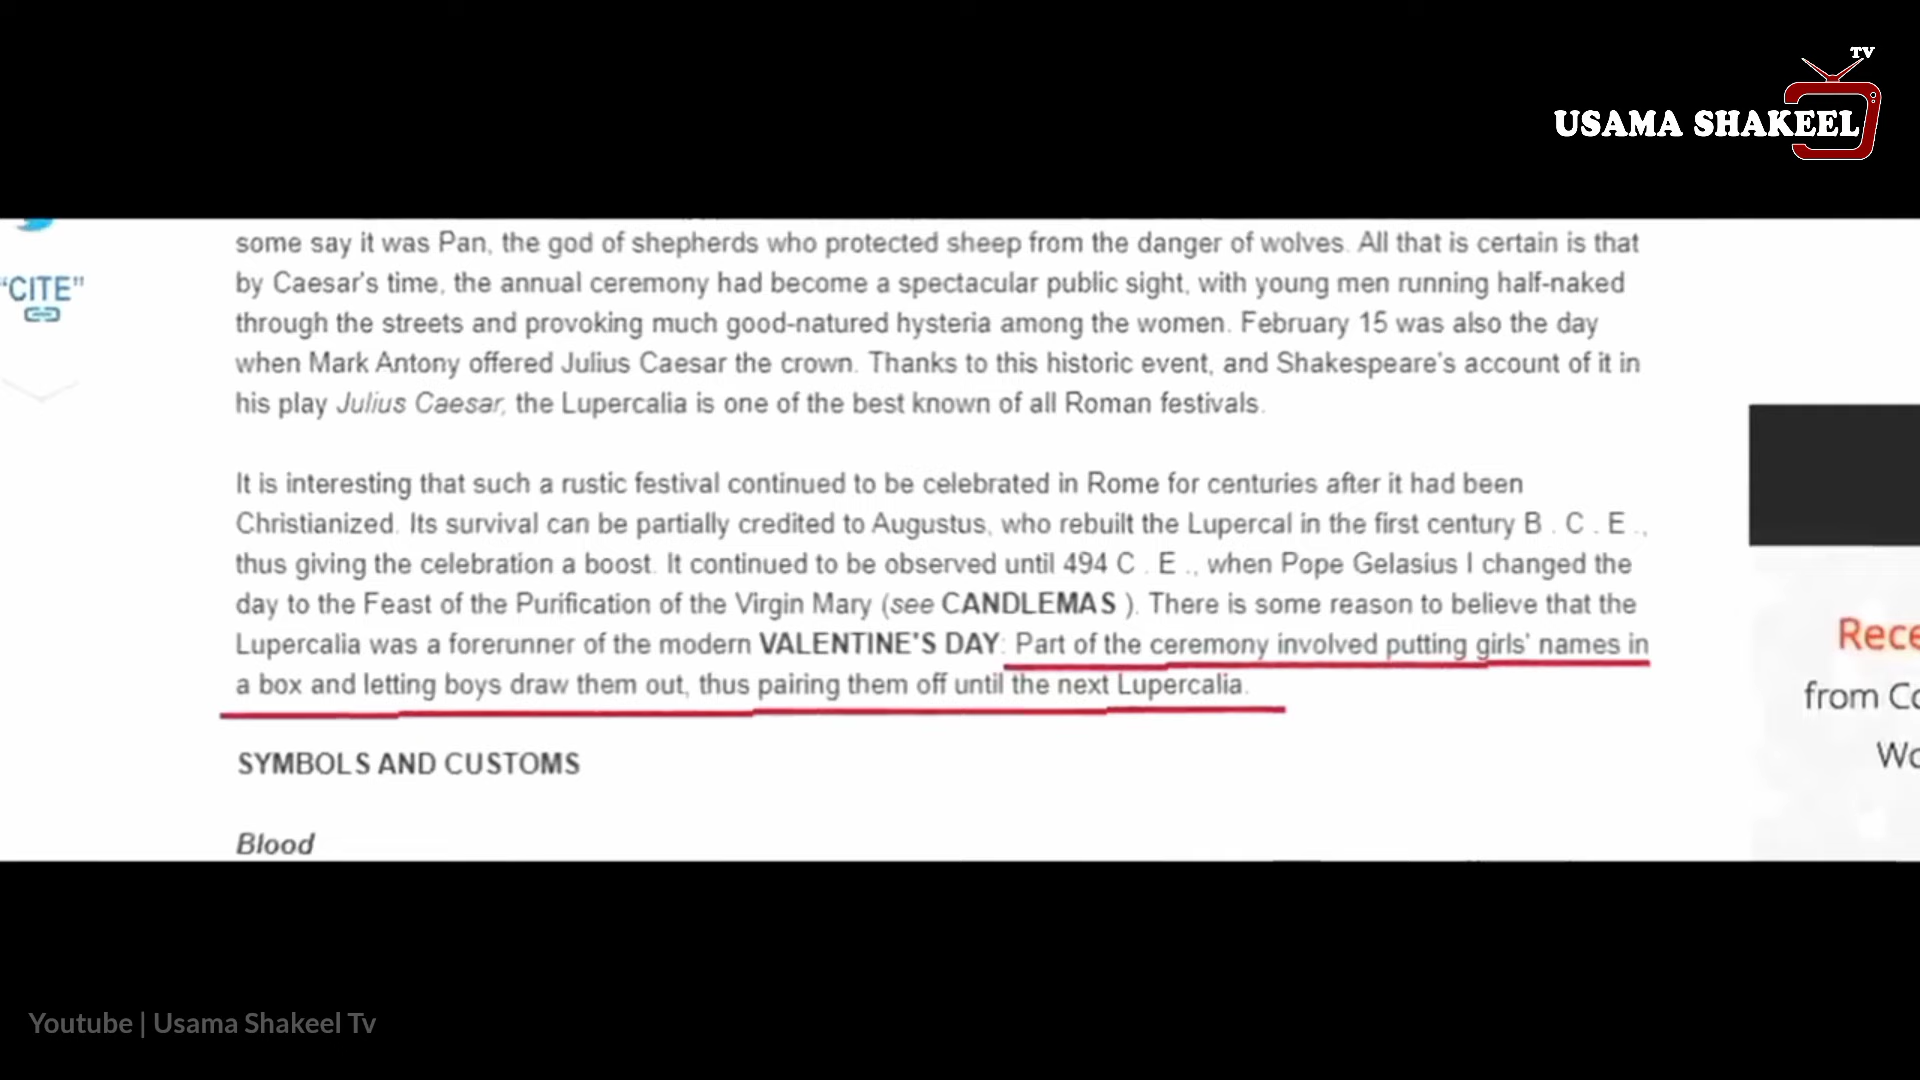 TV
USAMA SHAKEEL
some say it was Pan, the god of shepherds who protected sheep from the danger of wolves. All that is certain is that
"CITE"
by Caesar's time, the annual ceremony had become a spectacular public sight, with young men running half-naked
through the streets and provoking much good-natured hysteria among the women. February 15 was also the day
when Mark Antony offered Julius Caesar the crown. Thanks to this historic event, and Shakespeare's account of it in
his play Julius Caesar, the Lupercalia is one of the best known of all Roman festivals.
It is interesting that such a rustic festival continued to be celebrated in Rome for centuries after it had been
Christianized. Its survival can be partially credited to Augustus, who rebuilt the Lupercal in the first century B . C . E .,
thus giving the celebration a boost. It continued to be observed until 494 C . E ., when Pope Gelasius I changed the
day to the Feast of the Purification of the Virgin Mary (see CANDLEMAS ). There is some reason to believe that the
Lupercalia was a forerunner of the modern VALENTINE'S DAY: Part of the ceremony involved putting girls' names in
a box and letting boys draw them out, thus pairing them off until the next Lupercalia.
SYMBOLS AND CUSTOMS
Blood
Rece
from Co
Wo
Youtube | Usama Shakeel Tv